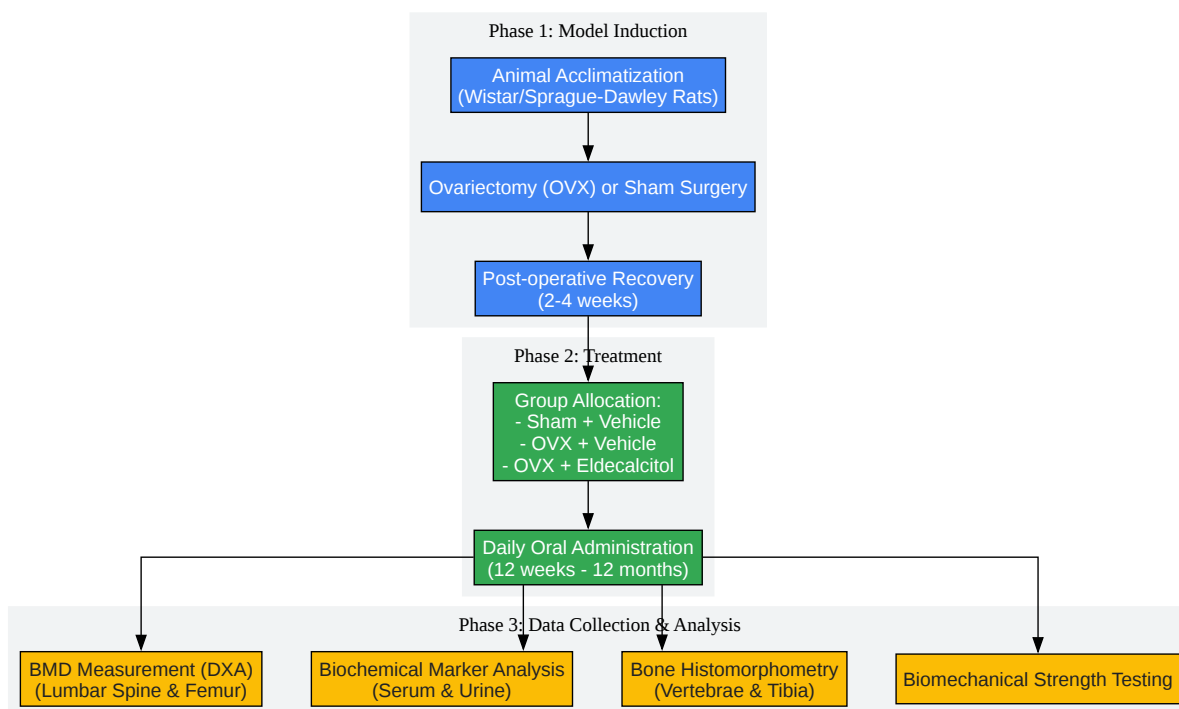 Phase 1: Model Induction
Animal Acclimatization
(Wistar/Sprague-Dawley Rats)
Ovariectomy (OVX) or Sham Surgery
Post-operative Recovery
(2-4 weeks)
Phase 2: Treatment
Group Allocation:
- Sham + Vehicle
- OVX + Vehicle
- OVX + Eldecalcitol
Daily Oral Administration
(12 weeks - 12 months)
Phase 3: Data Collection & Analysis
BMD Measurement (DXA)
(Lumbar Spine & Femur)
Biochemical Marker Analysis
(Serum & Urine)
Bone Histomorphometry
(Vertebrae & Tibia)
Biomechanical Strength Testing